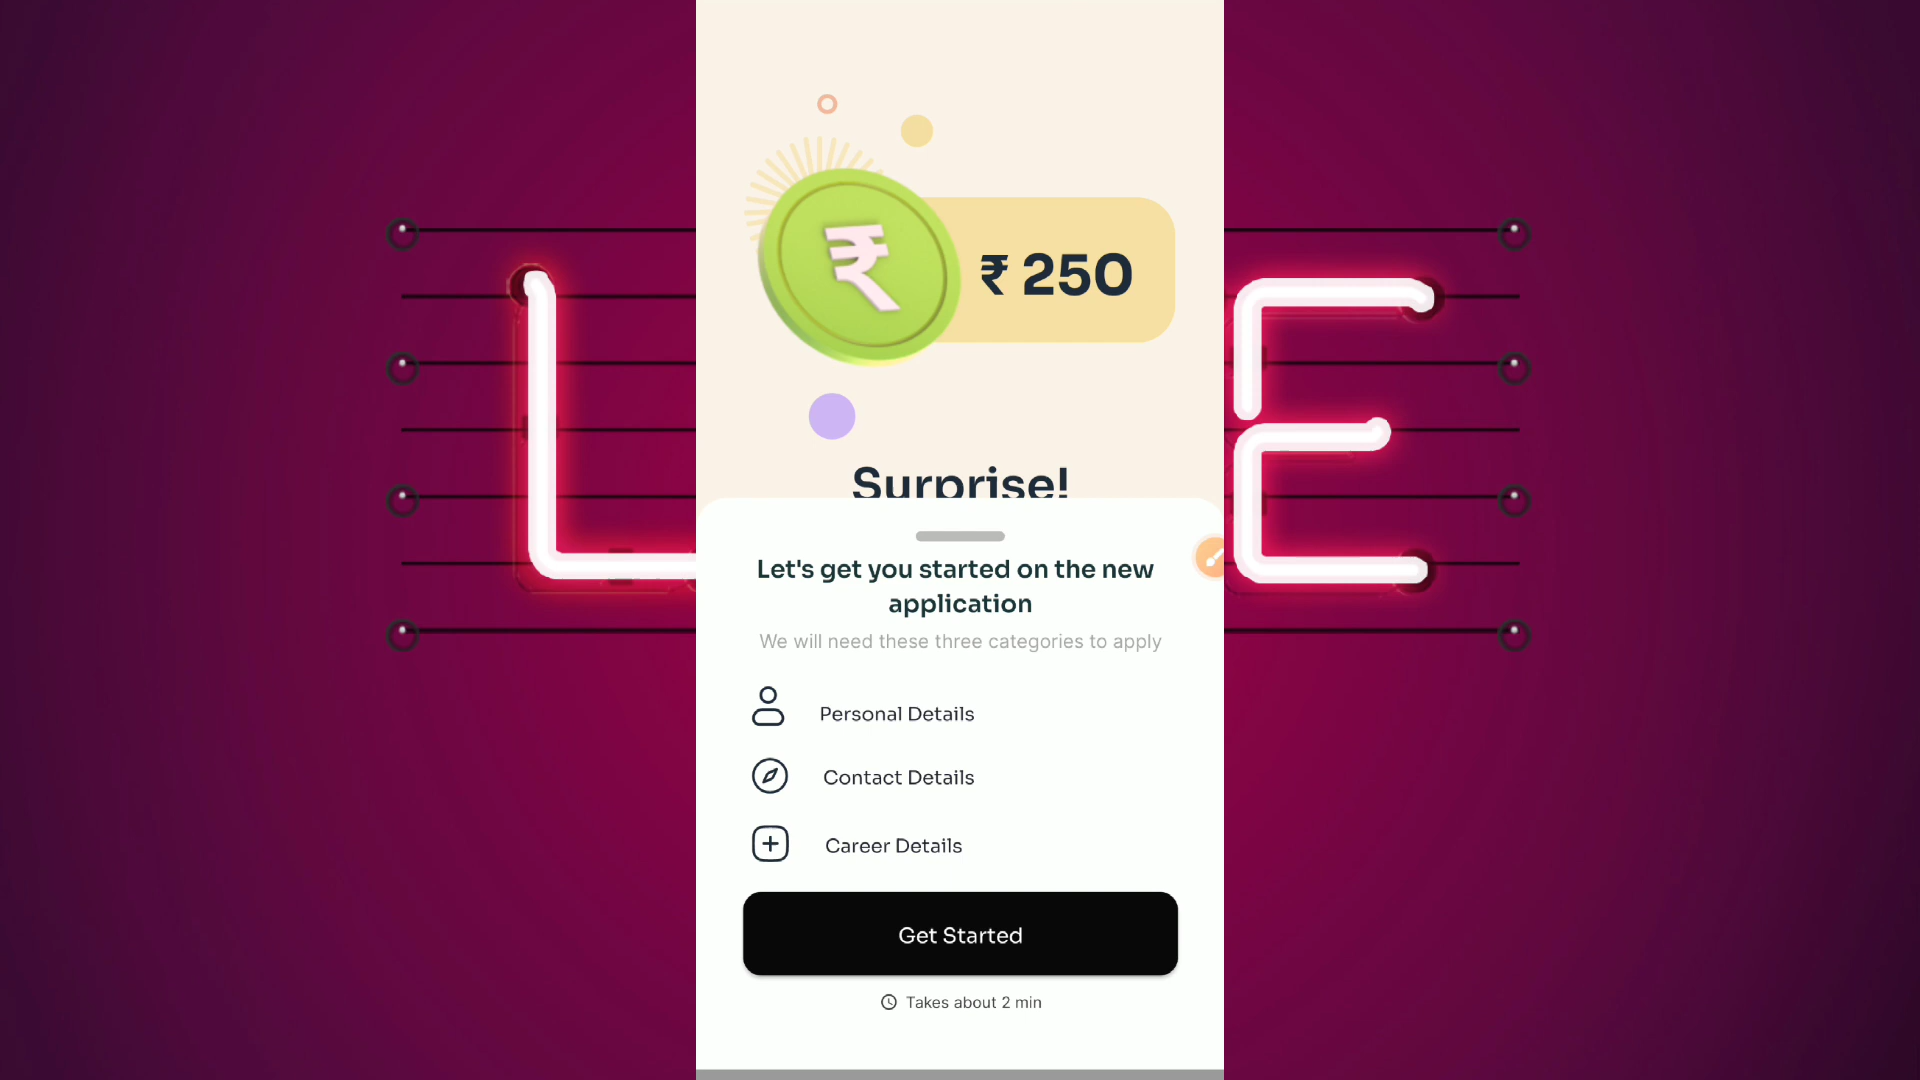 ₹ 250
Surprise!
Let's get you started on the new
application
We will need these three categories to apply
Personal Details
Contact Details
Career Details
Get Started
Takes about 2 min